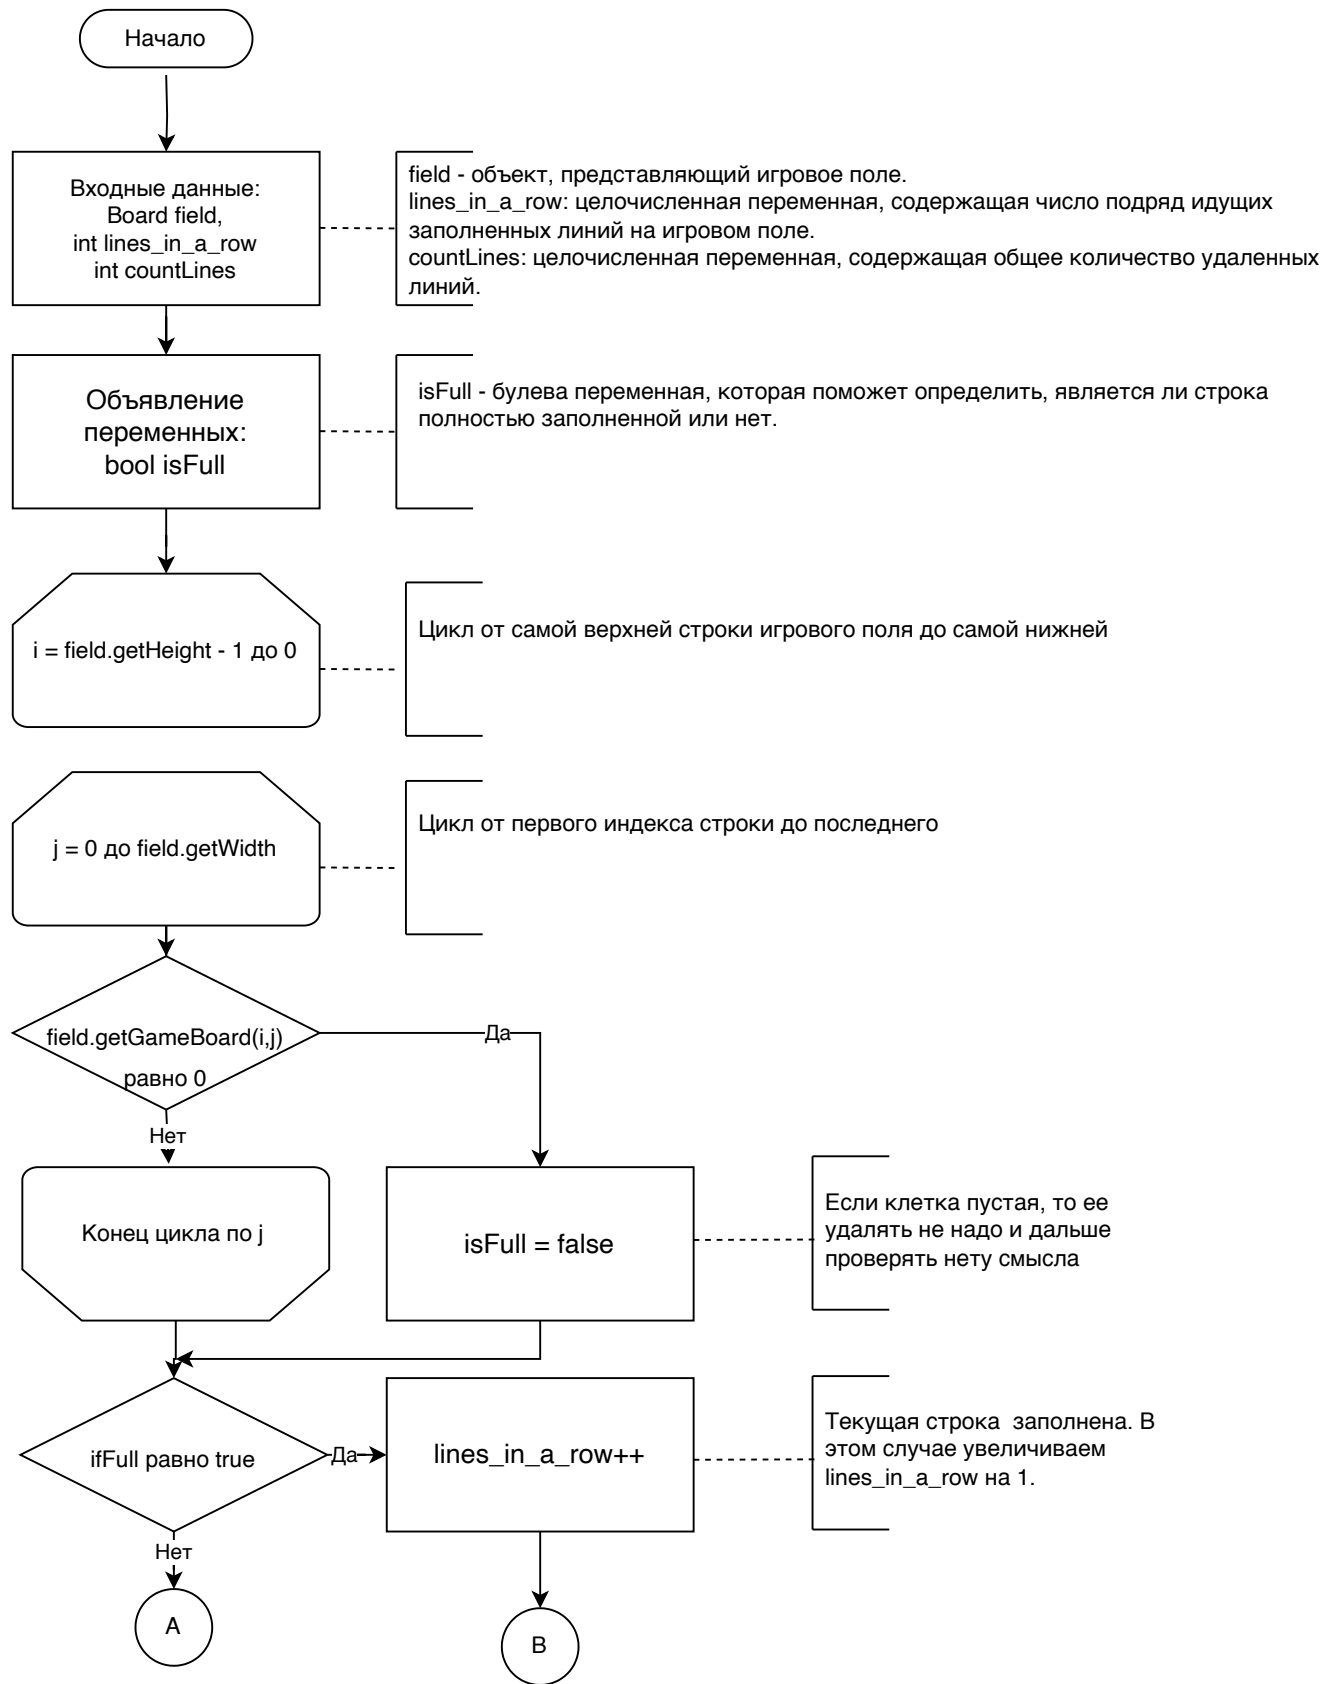 Начало
Входные данные:
Board field,
int lines_in_a_row
int countLines
field - объект, представляющий игровое поле.
lines_in_a_row: целочисленная переменная, содержащая число подряд идущих
заполненных линий на игровом поле.
countLines: целочисленная переменная, содержащая общее количество удаленных
линий.
Объявление
переменных:
bool isFull
isFull - булева переменная, которая поможет определить, является ли строка
полностью заполненной или нет.
i = field.getHeight - 1 до 0
Цикл от самой верхней строки игрового поля до самой нижней
j = 0 до field.getWidth
Цикл от первого индекса строки до последнего
field.getGameBoard(i,j)
равно 0
Да
Нет
Конец цикла по j
isFull = false
Если клетка пустая, то ее
удалять не надо и дальше
проверять нету смысла
ifFull равно true
Да
lines_in_a_row++
Текущая строка  заполнена. В
этом случае увеличиваем
lines_in_a_row на 1.
Нет
A
B